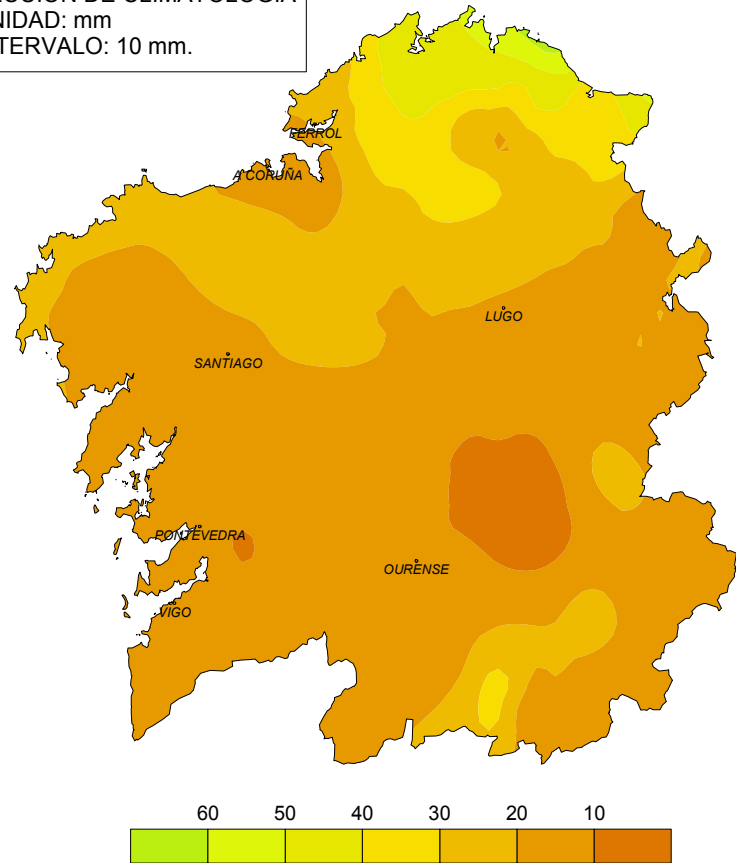 NIDAD: mm
TERVALO: 10 mm.
FERROL
A CORUÑA
LUGO
SANTIAGO
PONTEVEDRA
OURENSE
VIGO
60 50 40 30 20 10